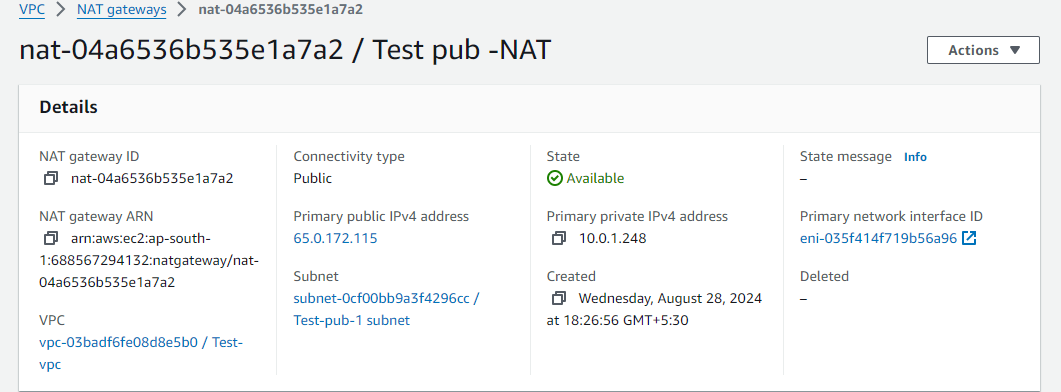 VPC > NAT gateways > nat-04a6536b535e1a7a2
nat-04a6536b535e1a7a2 / Test pub -NAT
Actions
Details
NAT gateway ID
nat-04a6536b535e1a7a2
Connectivity type
Public
State
Available
State message Info
–
NAT gateway ARN
arn:aws:ec2:ap-south-
1:688567294132:natgateway/nat-
04a6536b535e1a7a2
Primary public IPv4 address
65.0.172.115
Primary private IPv4 address
10.0.1.248
Primary network interface ID
eni-035f414f719b56a96
VPC
vpc-03badf6fe08d8e5b0 / Test-
vpc
Subnet
subnet-0cf00bb9a3f4296cc /
Test-pub-1 subnet
Created
Wednesday, August 28, 2024
at 18:26:56 GMT+5:30
Deleted
–